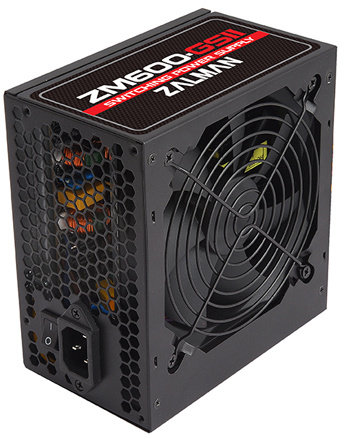 ZM600-GSII
SWITCHING POWER SUPPLY
ZALMAN
I
O